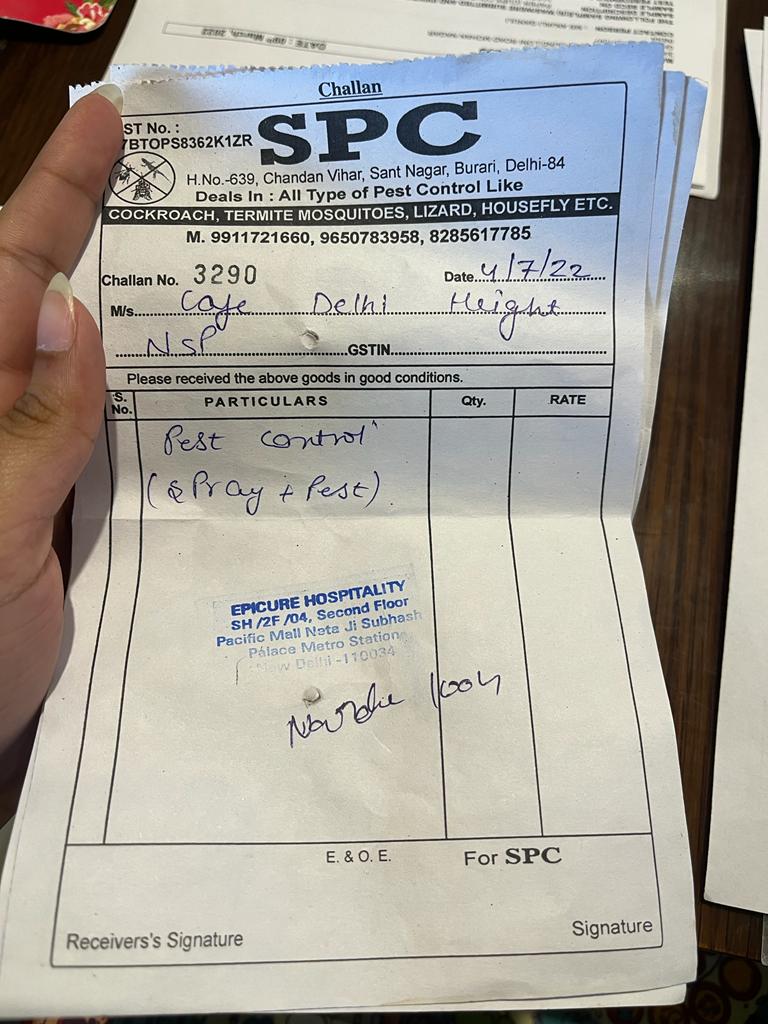 Challan
ST No. :
7BTOPS8362K1ZR
SPC
H.No.-639, Chandan Vihar, Sant Nagar, Burari, Delhi-84
Deals In : All Type of Pest Control Like
COCKROACH, TERMITE MOSQUITOES, LIZARD, HOUSEFLY ETC.
M. 9911721660, 9650783958, 8285617785
Challan No. 3290 Date 4/7/22
M/s. Cafe Delhi Height
NSP GSTIN
Please received the above goods in good conditions.
S. No. PARTICULARS Qty. RATE
Pest control
(sPray + Pest)
EPICURE HOSPITALITY
SH /2F /04, Second Floor
Pacific Mall Neta Ji Subhash
Palace Metro Station
New Delhi -110034
E. & O. E. For SPC
Receivers's Signature Signature